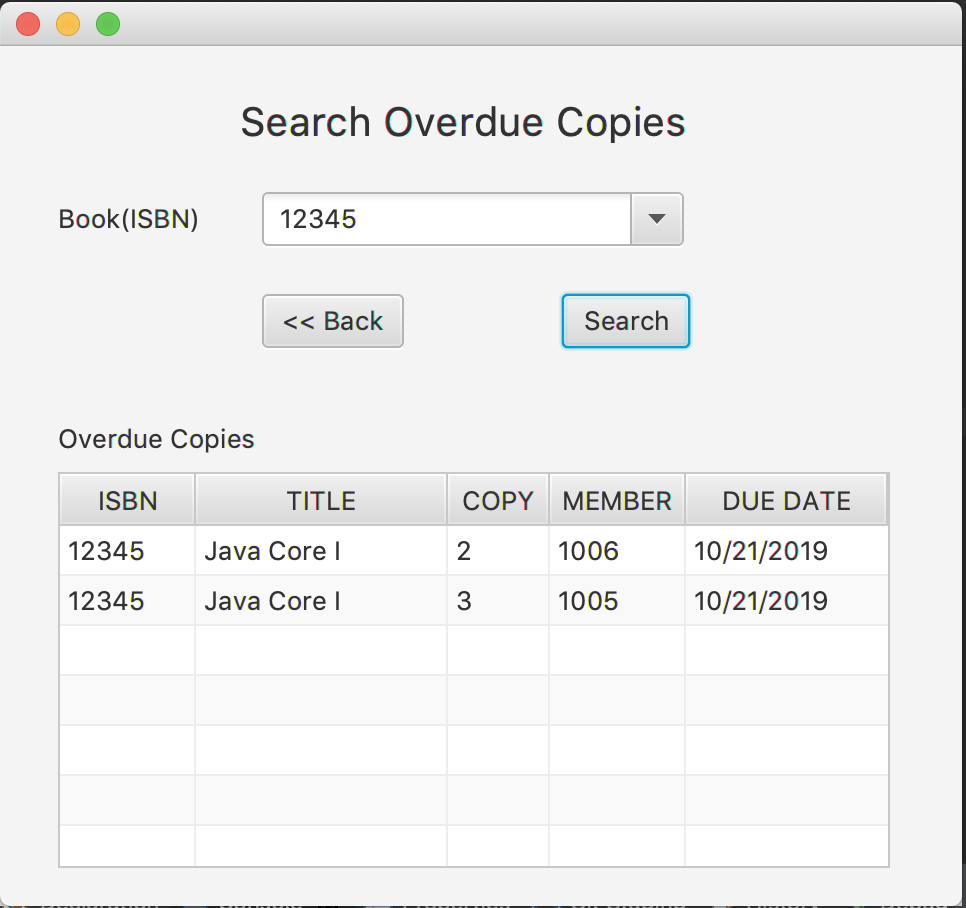 Search Overdue Copies
Book(ISBN) 12345
<< Back Search
Overdue Copies
ISBN TITLE COPY MEMBER DUE DATE
12345 Java Core I 2 1006 10/21/2019
12345 Java Core I 3 1005 10/21/2019